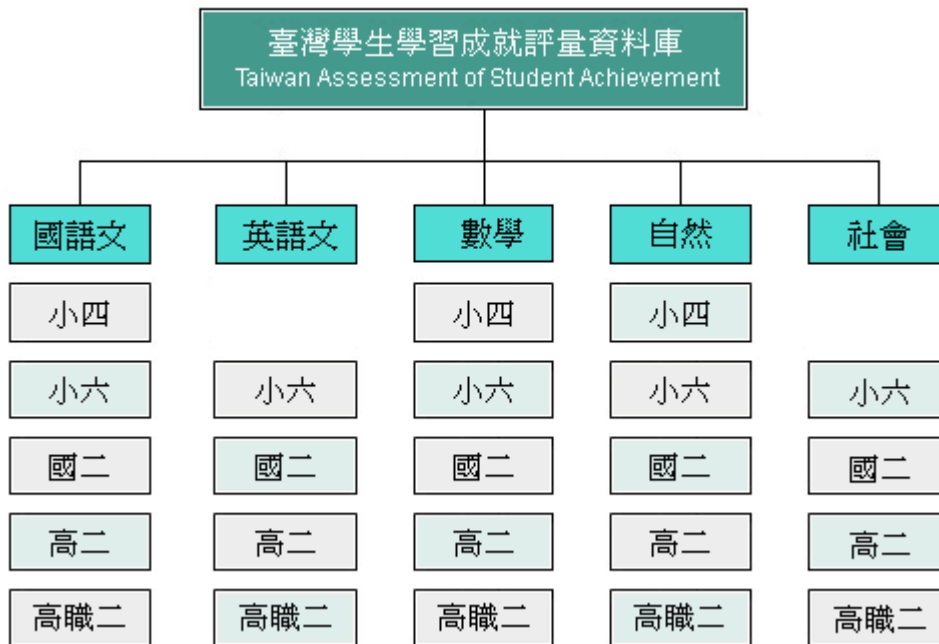 臺灣學生學習成就評量資料庫
Taiwan Assessment of Student Achievement
國語文 英語文 數學 自然 社會
小四 小四 小四
小六 小六 小六 小六 小六
國二 國二 國二 國二 國二
高二 高二 高二 高二 高二
高職二 高職二 高職二 高職二 高職二